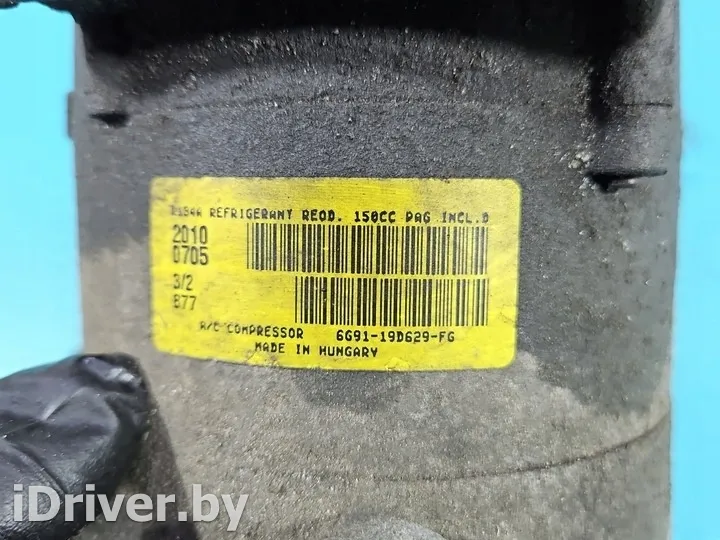 R134A REFRIGERANT REQD. 150CC PAG INCL.D
2010
0705
3/2
877
A/C COMPRESSOR 6G91-19D629-FG
MADE IN HUNGARY
iDriver.by